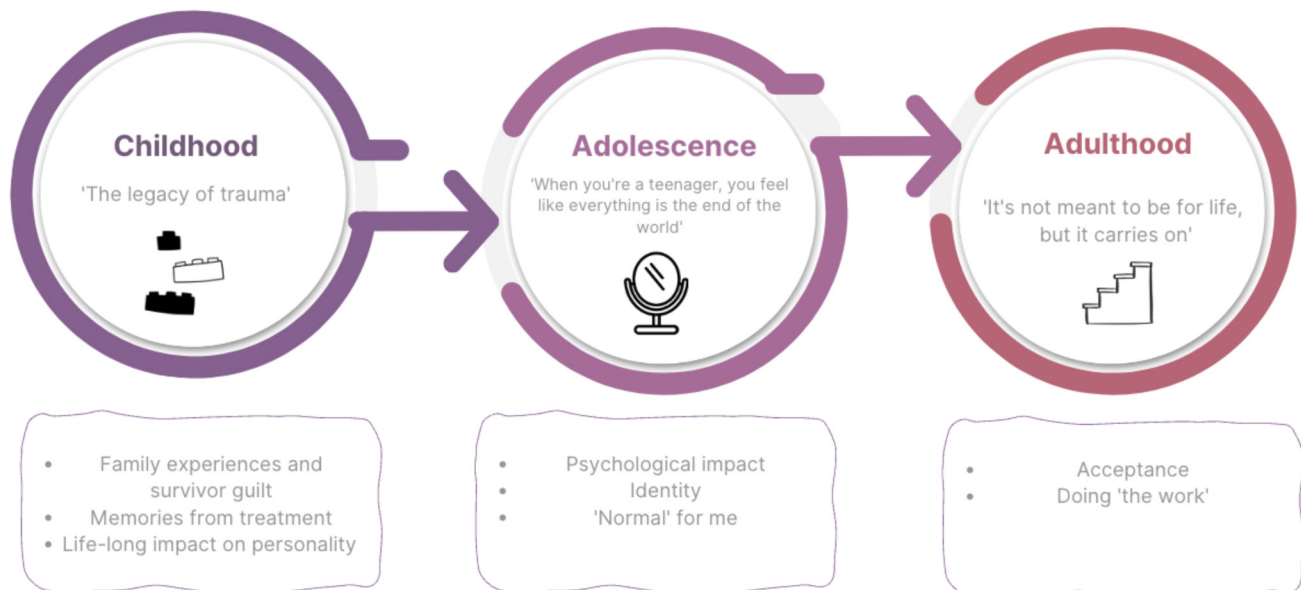 Childhood
'The legacy of trauma'
Adolescence
'When you're a teenager, you feel
like everything is the end of the
world'
Adulthood
'It's not meant to be for life,
but it carries on'
• Family experiences and
survivor guilt
• Memories from treatment
• Life-long impact on personality
• Psychological impact
• Identity
• 'Normal' for me
• Acceptance
• Doing 'the work'